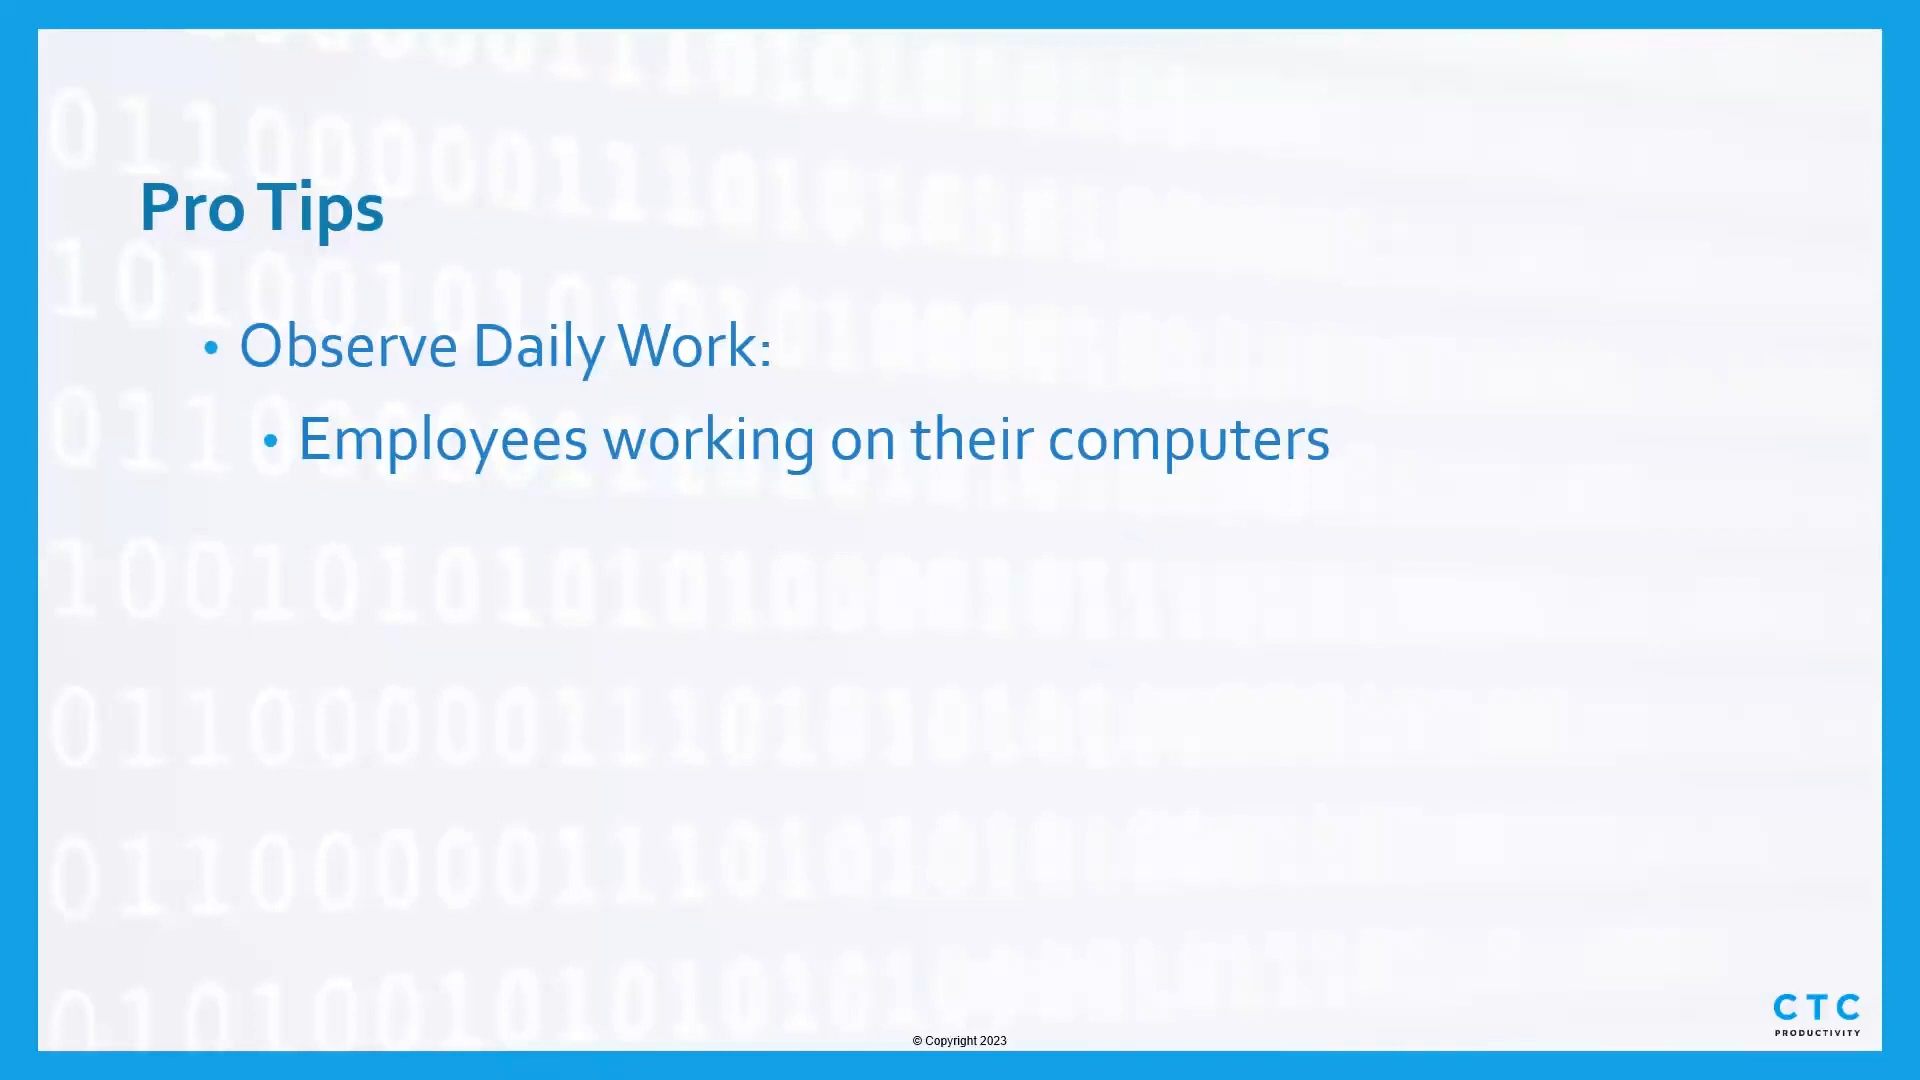 Pro Tips
• Observe Daily Work:
• Employees working on their computers
CTC
PRODUCTIVITY
© Copyright 2023